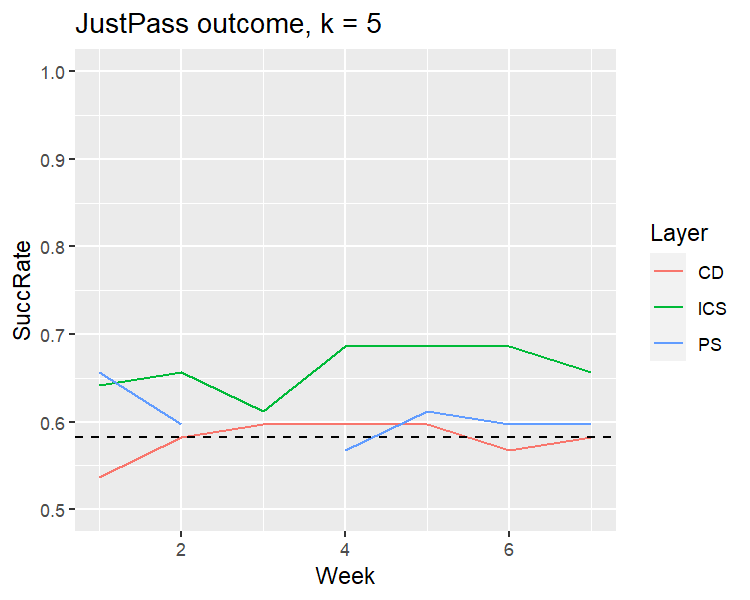 JustPass outcome, k = 5
1.0
0.9
0.8
0.7
0.6
0.5
SuccRate
2
4
6
Week
Layer
CD
ICS
PS